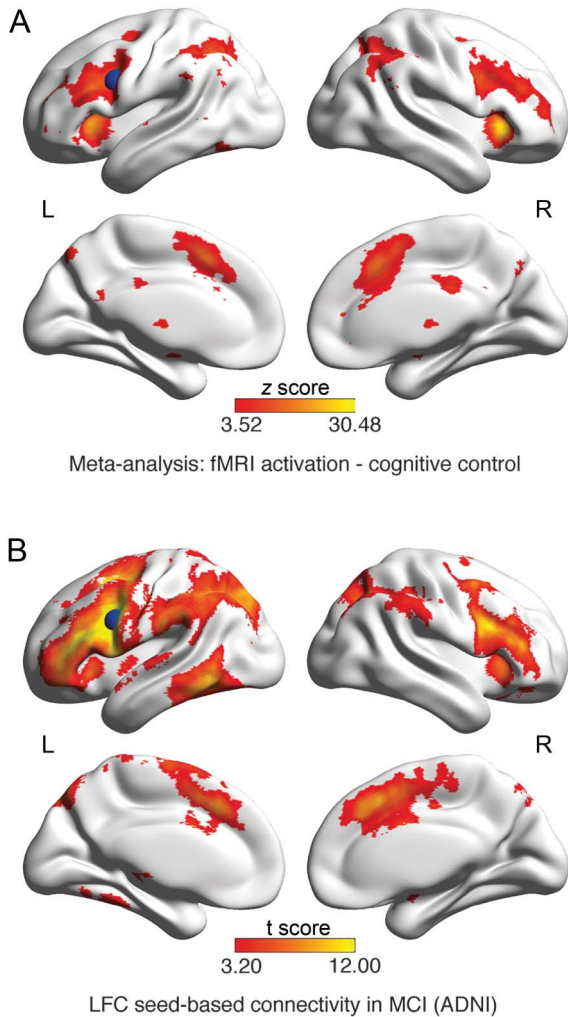 A
L
R
z score
3.52 30.48
Meta-analysis: fMRI activation - cognitive control
B
L
R
t score
3.20 12.00
LFC seed-based connectivity in MCI (ADNI)